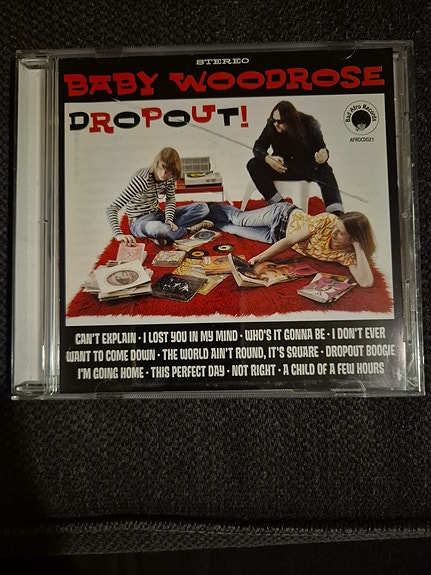 STEREO
BABY WOODROSE
DROPOUT!
Bad Afro Records
AFROCD021
CAN'T EXPLAIN · I LOST YOU IN MY MIND · WHO'S IT GONNA BE · I DON'T EVER
WANT TO COME DOWN · THE WORLD AIN'T ROUND, IT'S SQUARE · DROPOUT BOOGIE
I'M GOING HOME · THIS PERFECT DAY · NOT RIGHT · A CHILD OF A FEW HOURS